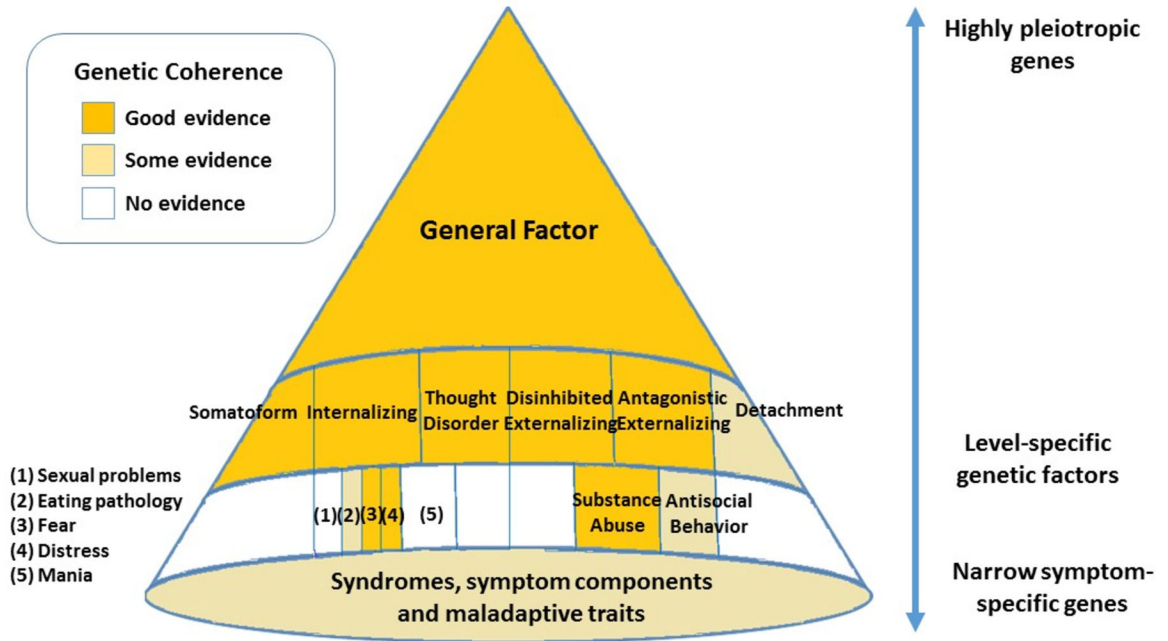 Genetic Coherence
Good evidence
Some evidence
No evidence
Highly pleiotropic
genes
General Factor
Somatoform
Internalizing
Thought
Disorder
Disinhibited
Externalizing
Antagonistic
Externalizing
Detachment
Level-specific
genetic factors
(1) Sexual problems
(2) Eating pathology
(3) Fear
(4) Distress
(5) Mania
(1)
(2)
(3)
(4)
(5)
Substance
Abuse
Antisocial
Behavior
Syndromes, symptom components
and maladaptive traits
Narrow symptom-
specific genes